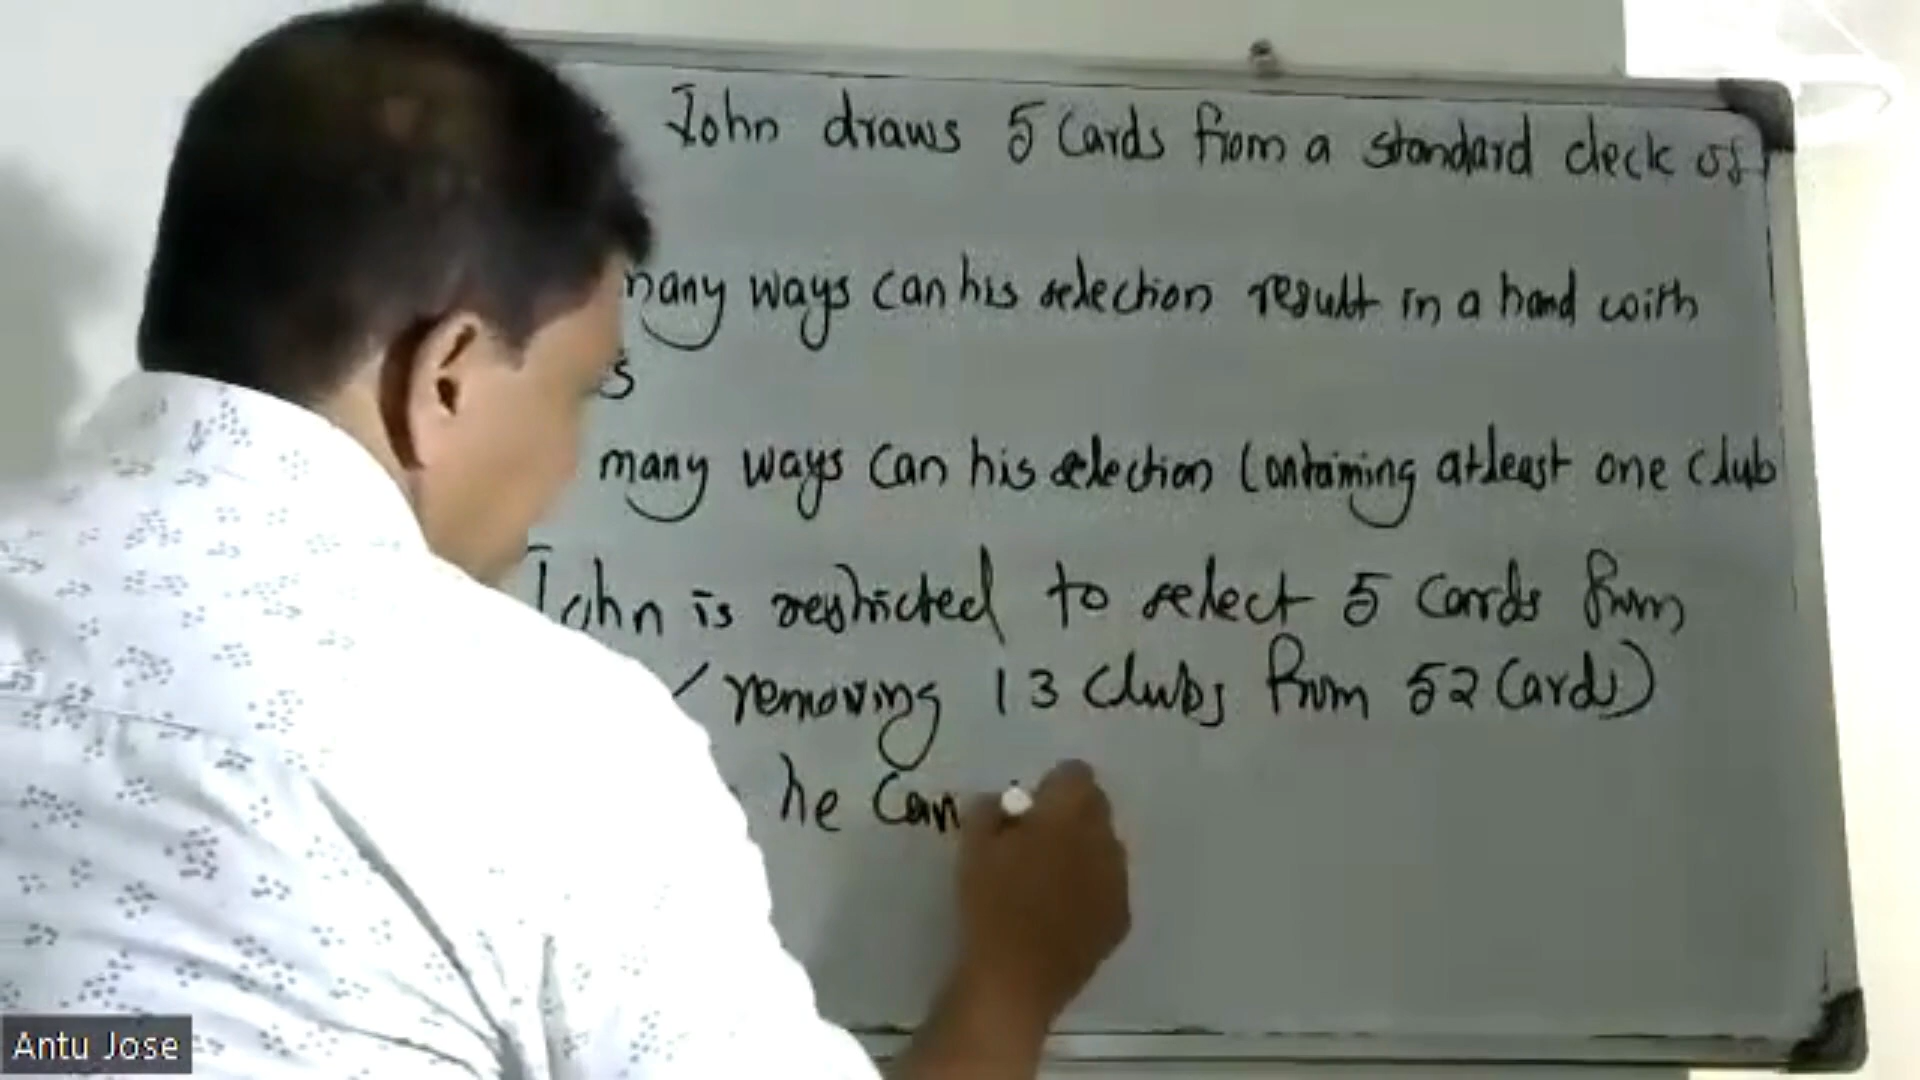 John draws 5 Cards from a standard deck of
many ways can his selection result in a hand with
s
many ways can his selection Containing atleast one club
John is restricted to select 5 cards from
removing 13 clubs from 52 Cards)
he can
Antu Jose